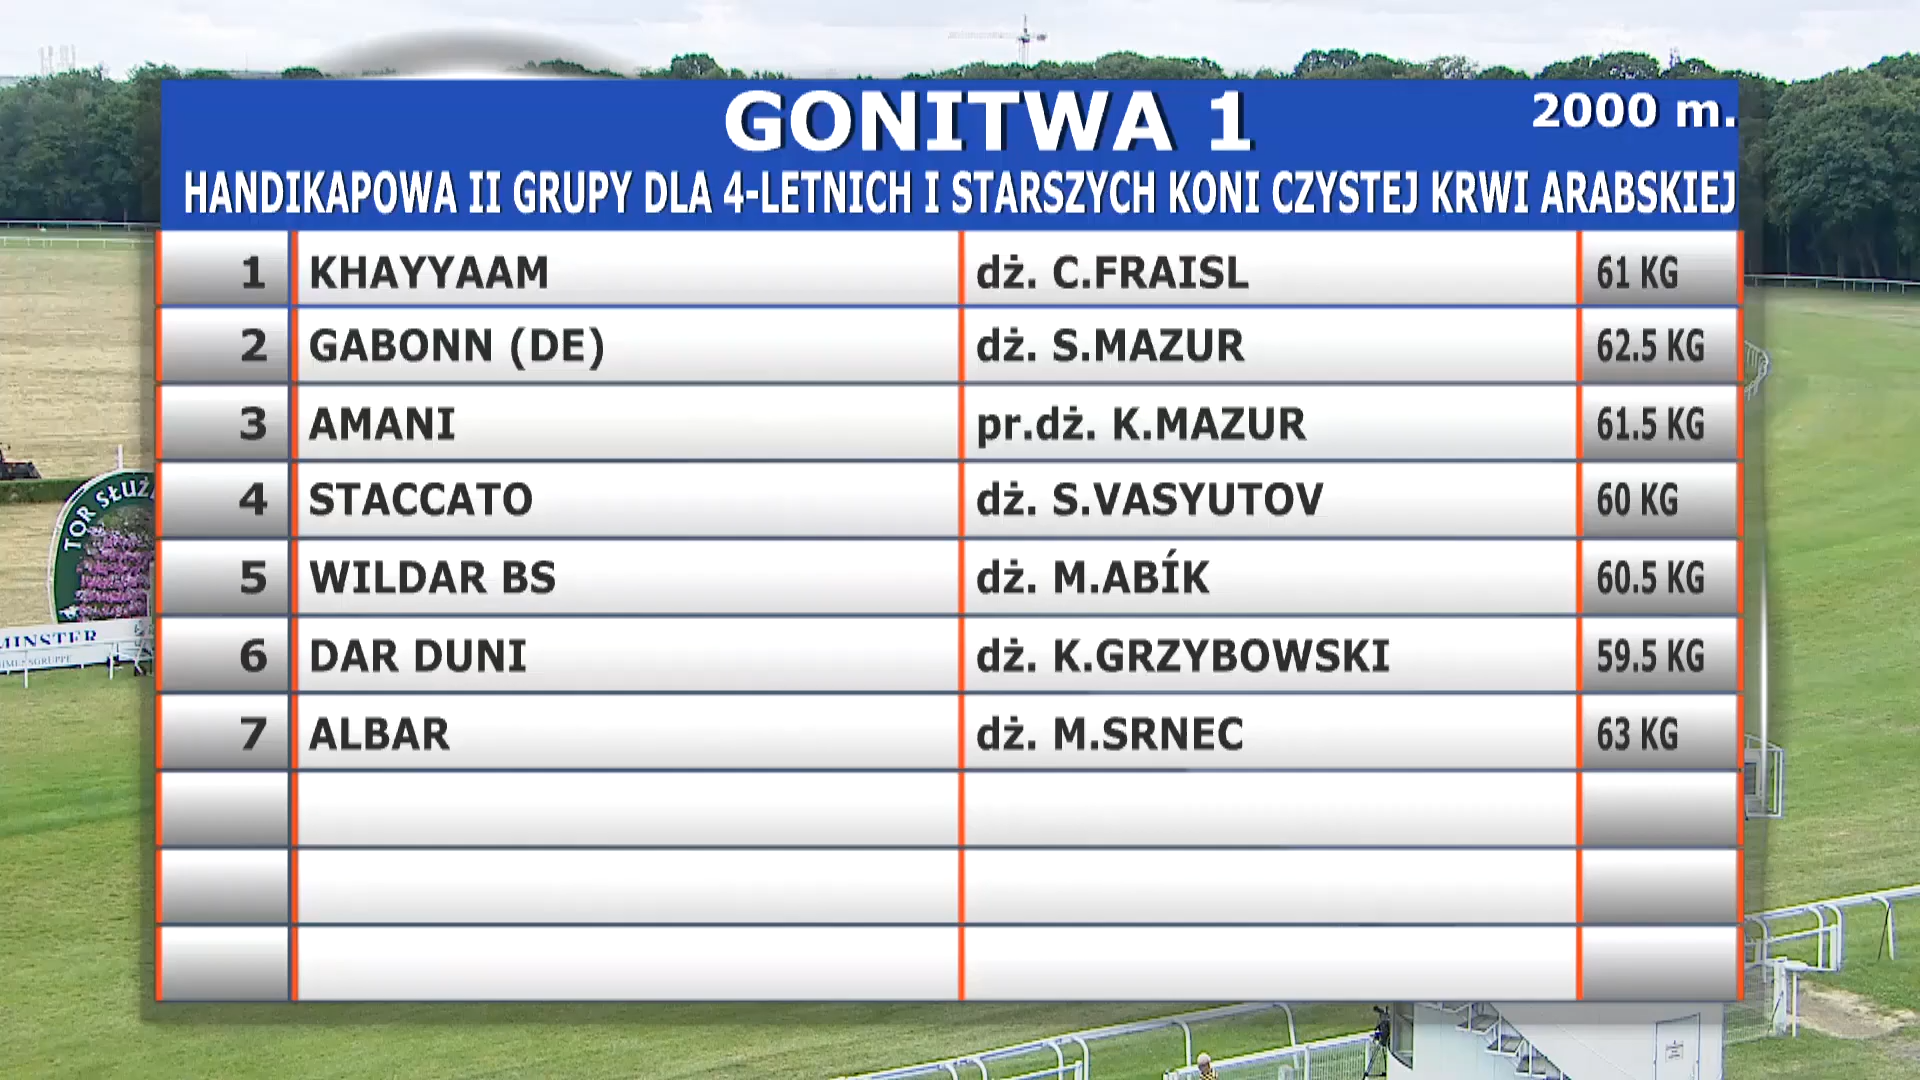 GONITWA 1
2000 m.
HANDIKAPOWA II GRUPY DLA 4-LETNICH I STARSZYCH KONI CZYSTEJ KRWI ARABSKIEJ
1 KHAYYAAM dż. C.FRAISL 61 KG
2 GABONN (DE) dż. S.MAZUR 62.5 KG
3 AMANI pr.dż. K.MAZUR 61.5 KG
4 STACCATO dż. S.VASYUTOV 60 KG
5 WILDAR BS dż. M.ABÍK 60.5 KG
6 DAR DUNI dż. K.GRZYBOWSKI 59.5 KG
7 ALBAR dż. M.SRNEC 63 KG
TOR